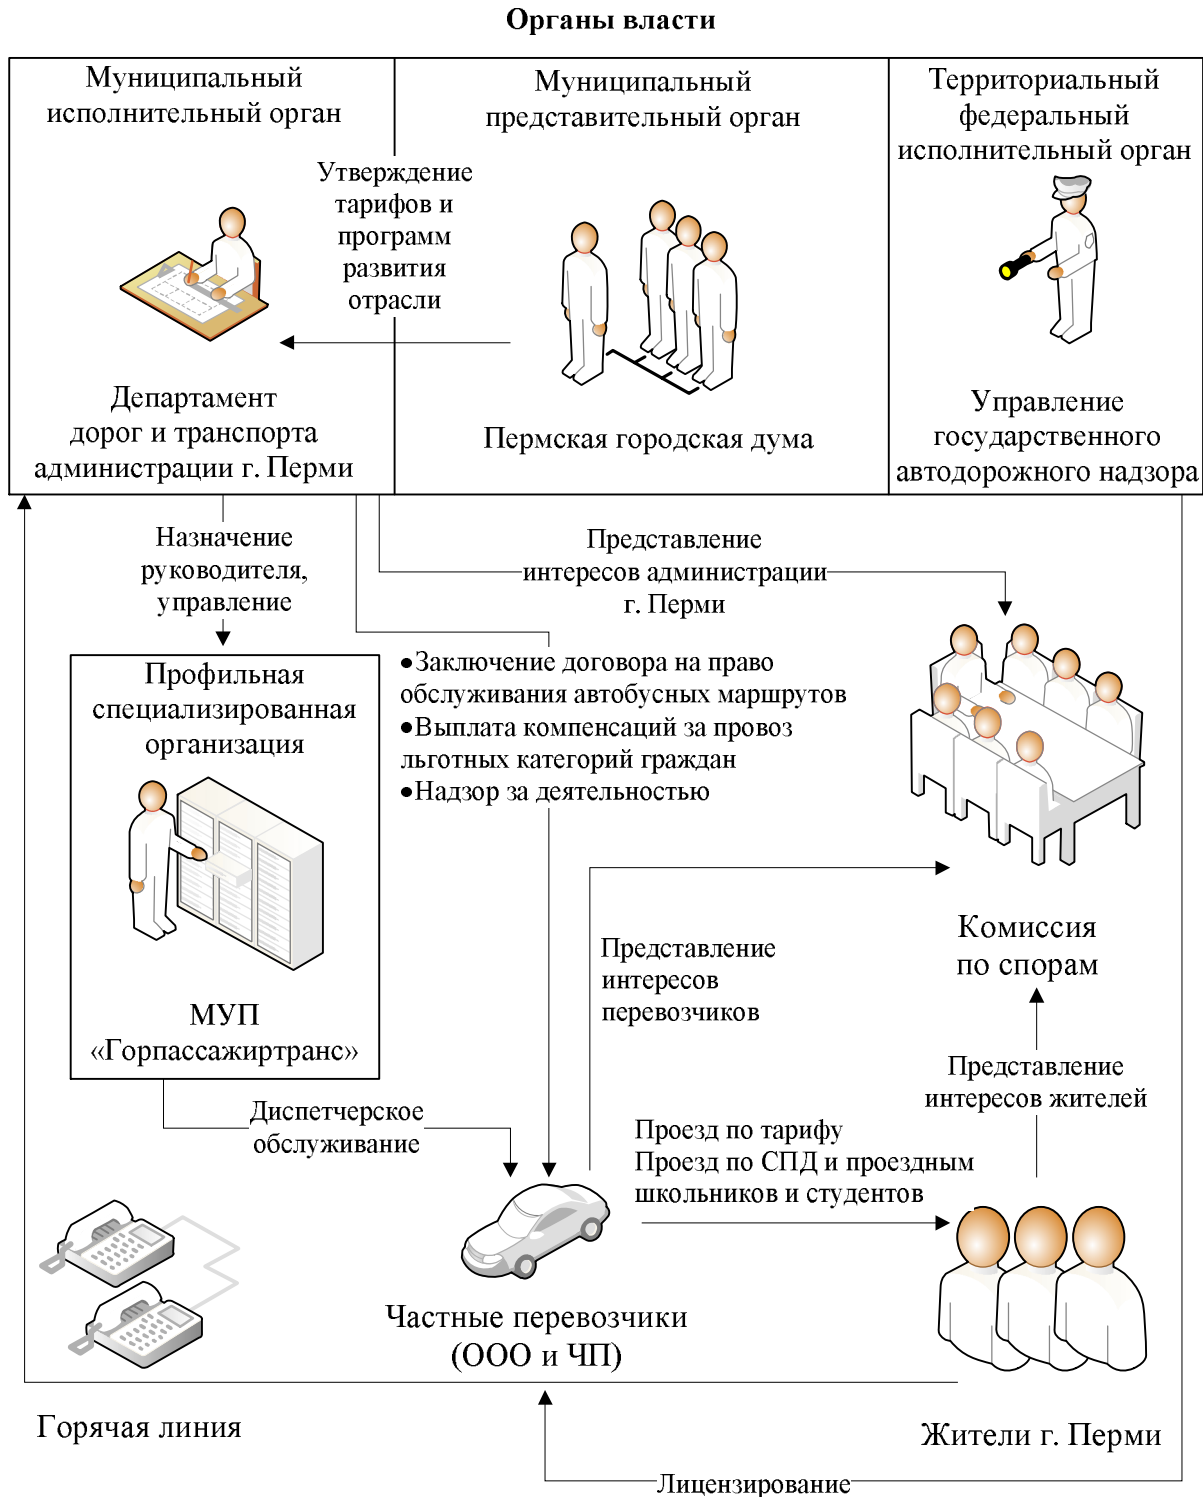 Органы власти
Муниципальный
исполнительный орган
Муниципальный
представительный орган
Территориальный
федеральный
исполнительный орган
Утверждение
тарифов и
программ
развития
отрасли
Департамент
дорог и транспорта
администрации г. Перми
Пермская городская дума
Управление
государственного
автодорожного надзора
Назначение
руководителя,
управление
Представление
интересов администрации
г. Перми
Профильная
специализированная
организация
МУП
«Горпассажиртранс»
•Заключение договора на право
обслуживания автобусных маршрутов
•Выплата компенсаций за провоз
льготных категорий граждан
•Надзор за деятельностью
Комиссия
по спорам
Представление
интересов
перевозчиков
Представление
интересов жителей
Диспетчерское
обслуживание
Проезд по тарифу
Проезд по СПД и проездным
школьников и студентов
Частные перевозчики
(ООО и ЧП)
Горячая линия
Жители г. Перми
Лицензирование